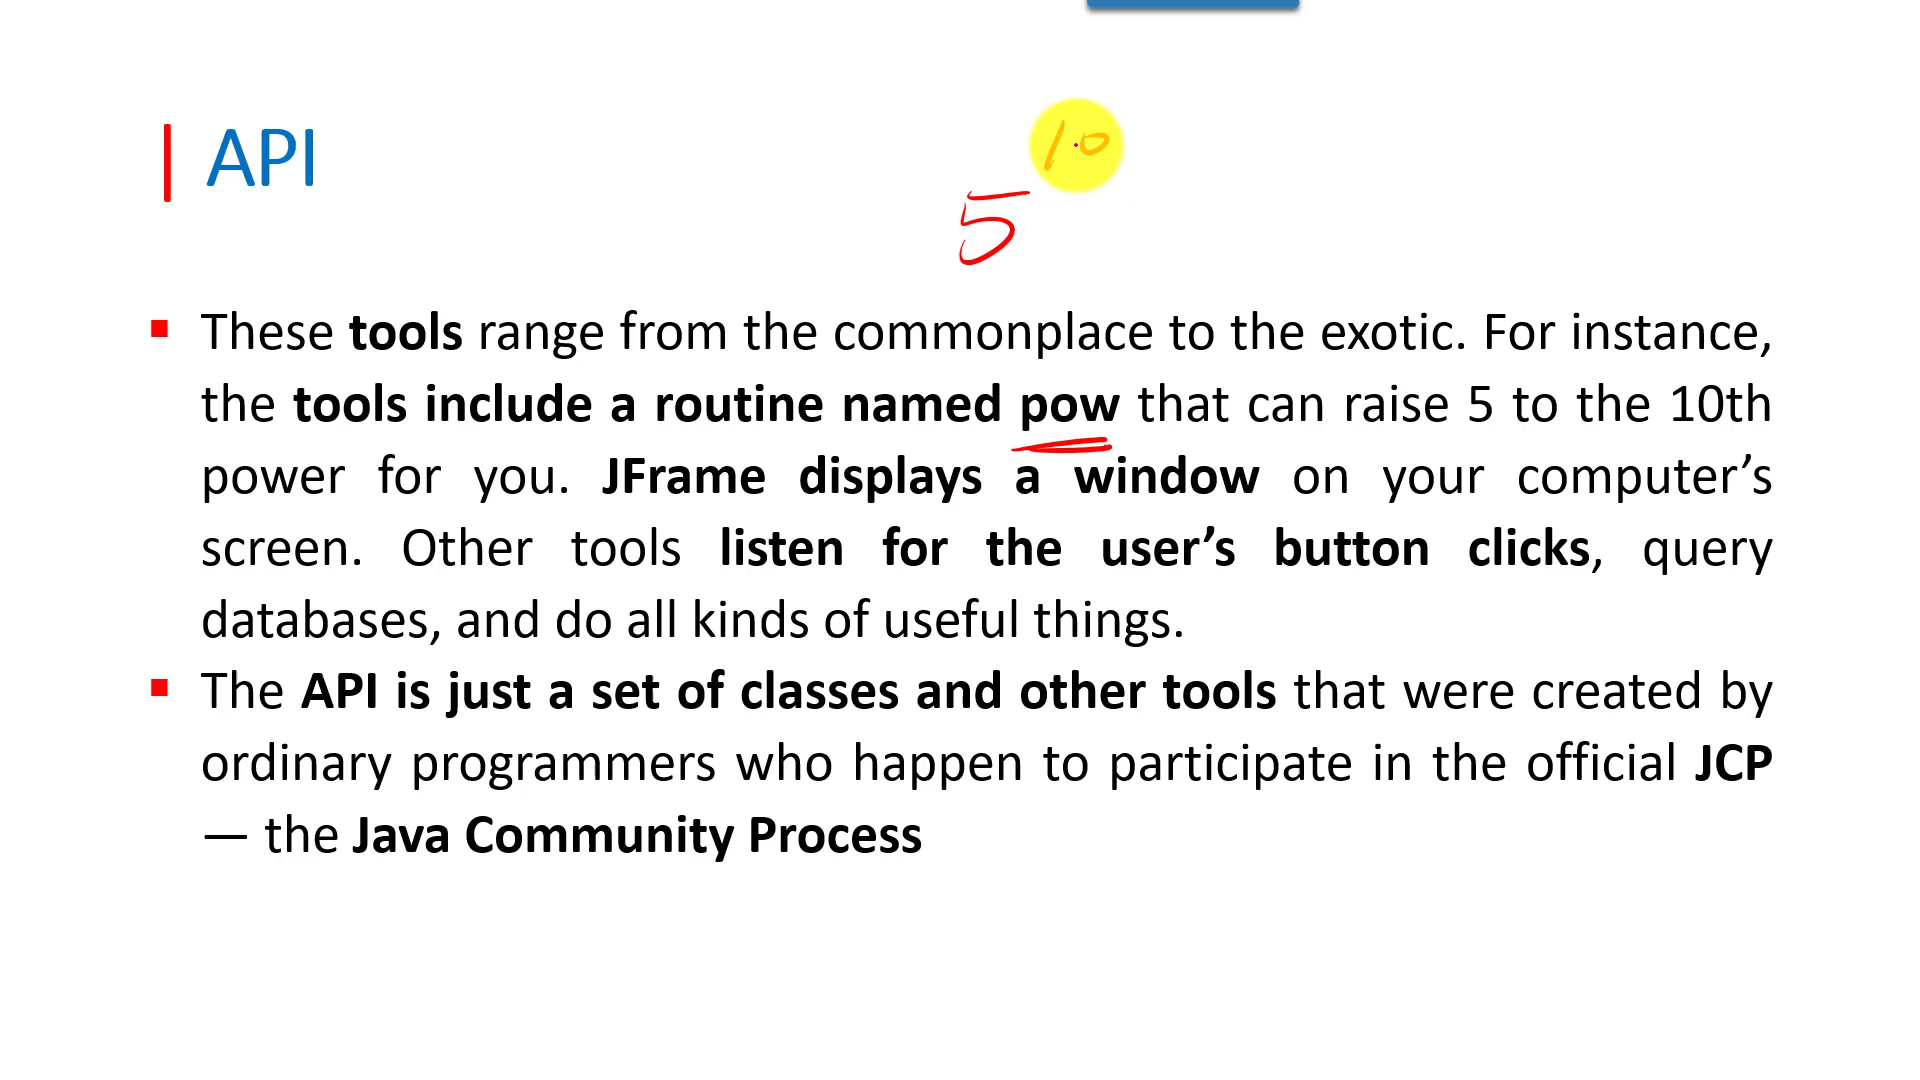 API
10
5
These tools range from the commonplace to the exotic. For instance,
the tools include a routine named pow that can raise 5 to the 10th
power for you. JFrame displays a window on your computer’s
screen. Other tools listen for the user’s button clicks, query
databases, and do all kinds of useful things.
The API is just a set of classes and other tools that were created by
ordinary programmers who happen to participate in the official JCP
— the Java Community Process